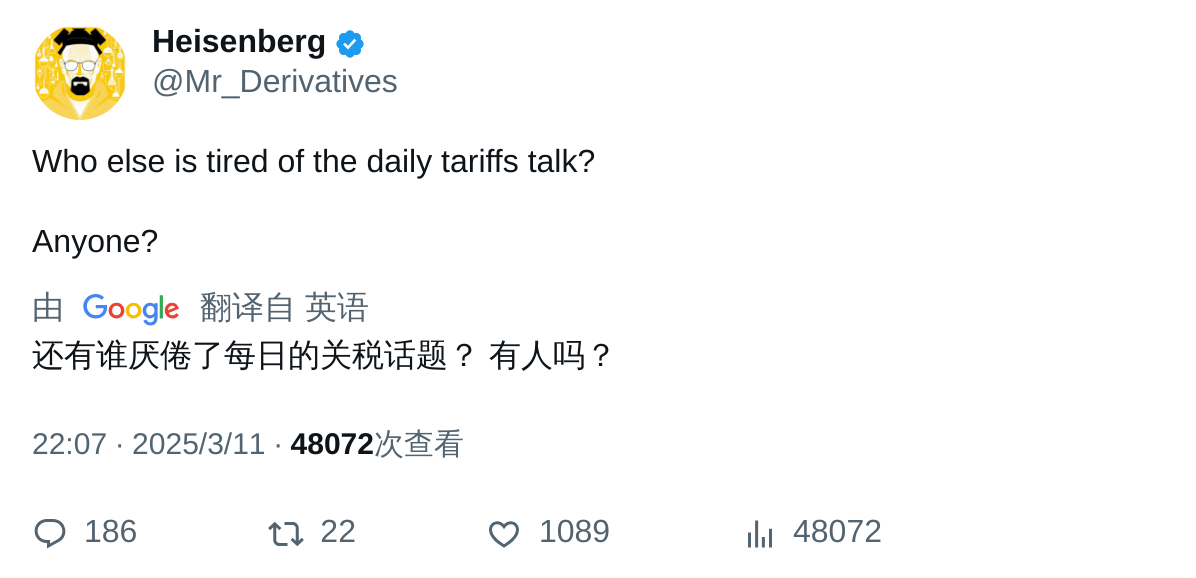 Heisenberg
@Mr_Derivatives
Who else is tired of the daily tariffs talk?
Anyone?
由 Google 翻译自 英语
还有谁厌倦了每日的关税话题？ 有人吗？
22:07 · 2025/3/11 · 48072次查看
186 22 1089 48072